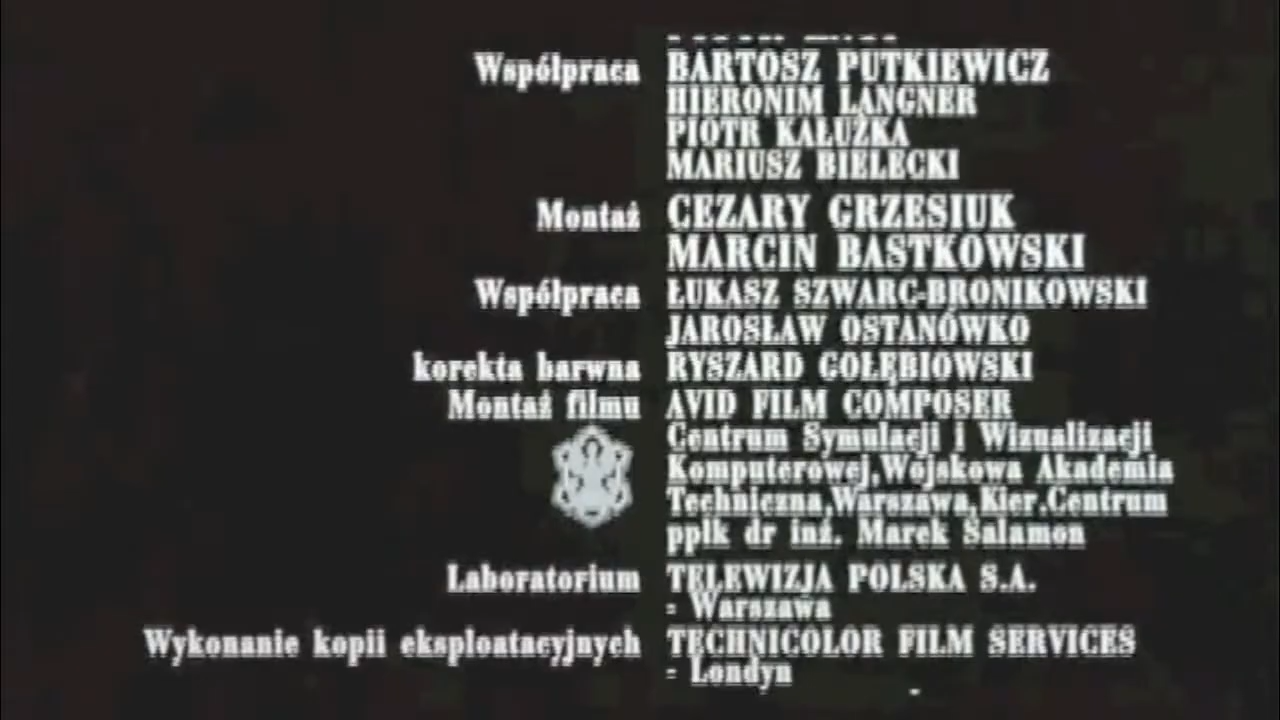 Współpraca BARTOSZ PUTKIEWICZ
HIERONIM LANGNER
PIOTR KAŁUŻKA
MARIUSZ BIELECKI
Montaż CEZARY GRZESIUK
MARCIN BASTKOWSKI
Współpraca ŁUKASZ SZWARC-BRONIKOWSKI
JAROSŁAW OSTANÓWKO
korekta barwna RYSZARD GOŁĘBIOWSKI
Montaż filmu AVID FILM COMPOSER
Centrum Symulacji i Wizualizacji
Komputerowej,Wojskowa Akademia
Techniczna,Warszawa,Kier.Centrum
ppłk dr inż. Marek Salamon
Laboratorium TELEWIZJA POLSKA S.A.
- Warszawa
Wykonanie kopii eksploatacyjnych TECHNICOLOR FILM SERVICES
- Londyn